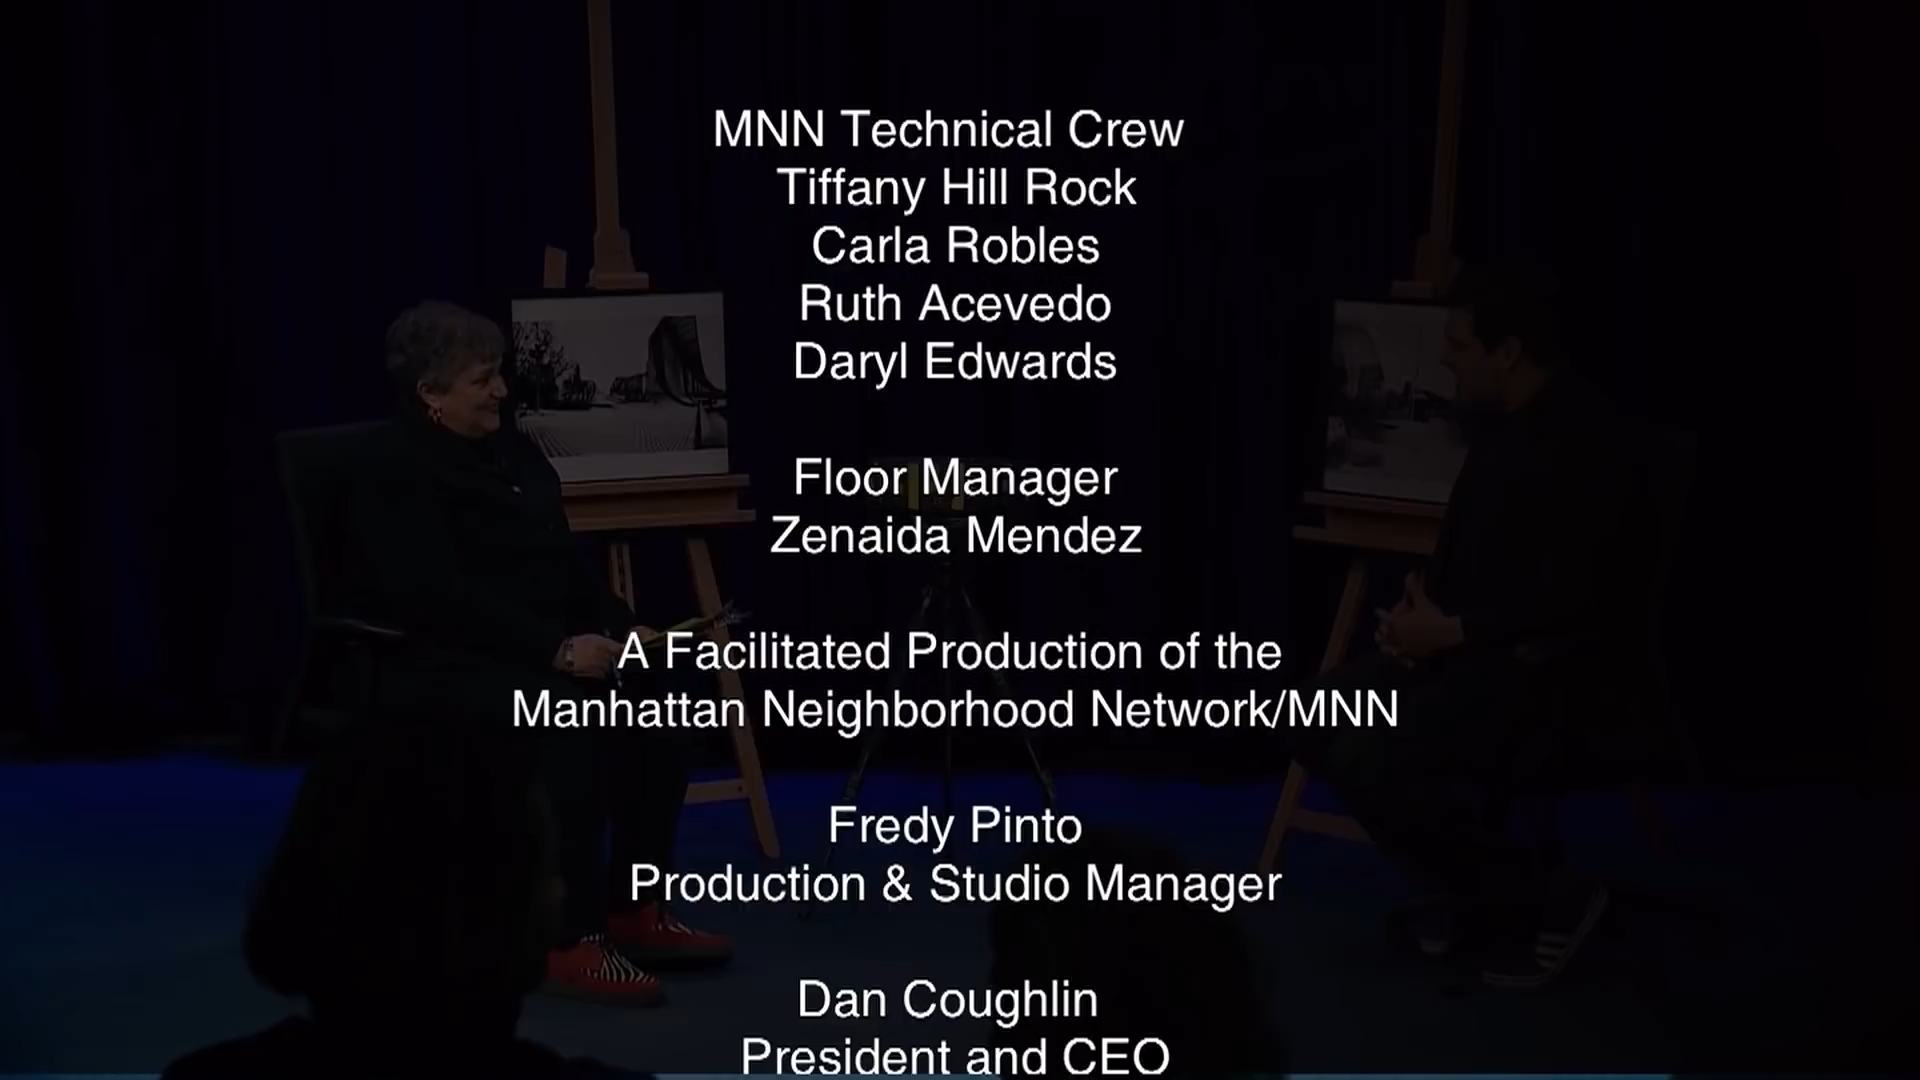 MNN Technical Crew
Tiffany Hill Rock
Carla Robles
Ruth Acevedo
Daryl Edwards
Floor Manager
Zenaida Mendez
A Facilitated Production of the
Manhattan Neighborhood Network/MNN
Fredy Pinto
Production & Studio Manager
Dan Coughlin
President and CEO